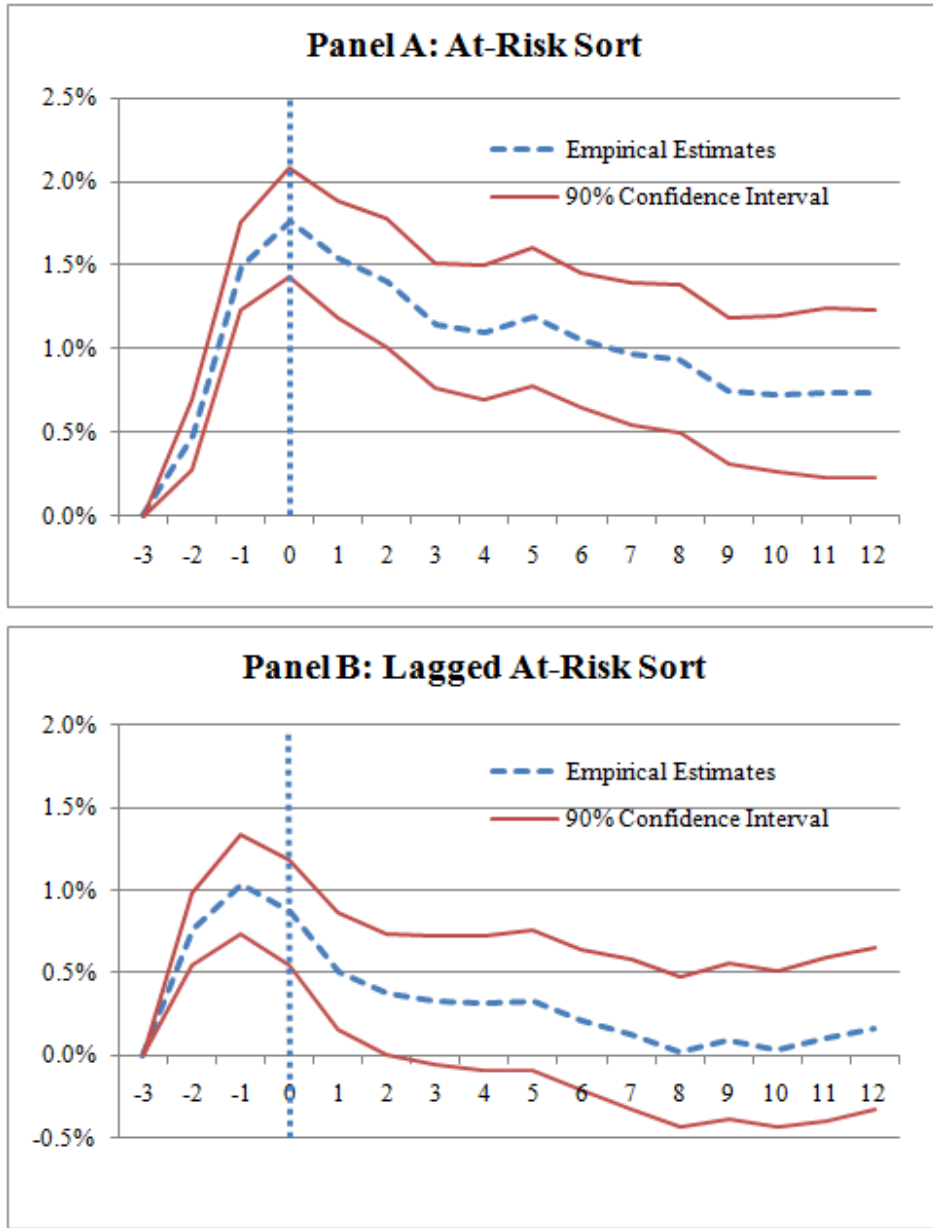 Panel A: At-Risk Sort
2.5%
Empirical Estimates
2.0%
90% Confidence Interval
1.5%
1.0%
0.5%
0.0%
-3 -2 -1 0 1 2 3 4 5 6 7 8 9 10 11 12
Panel B: Lagged At-Risk Sort
2.0%
Empirical Estimates
1.5%
90% Confidence Interval
1.0%
0.5%
0.0%
-3 -2 -1 0 1 2 3 4 5 6 7 8 9 10 11 12
-0.5%